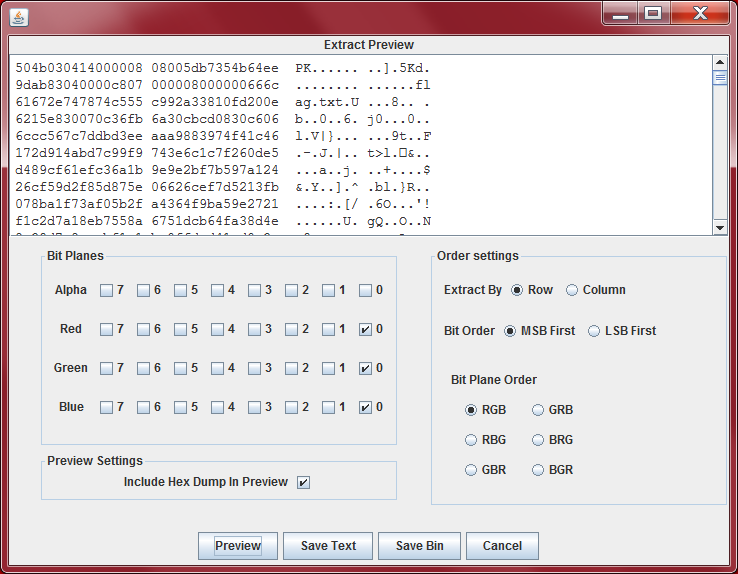 Extract Preview
504b030414000008 08005db7354b64ee PK...... ..].5Kd.
9dab83040000c807 000008000000666c ........ ......fl
61672e747874c555 c992a33810fd200e ag.txt.U ...8.. .
6215e830070c36fb 6a30cbcd0830c606 b..0..6. j0...0..
6ccc567c7ddbd3ee aaaa9883974f41c46 l.V|}... ....9t..F
172d914abd7c99f9 743e6c1c7f260de5 .-.J.|.. t>l.□&..
d489cf61efc36a1b 9e9e2bf7b597a124 ...a..j. ..+....$
26cf59d2f85d875e 06626cef7d5213fb &.Y..].^ .bl.}R..
078ba1f73af05b2f a4364f9ba59e2721 ....:.[/ .6O...'!
f1c2d7a18eb7558a 6751dcb64fa38d4e ......U. gQ..O..N
Bit Planes
Alpha 7 6 5 4 3 2 1 0
Red 7 6 5 4 3 2 1 0
Green 7 6 5 4 3 2 1 0
Blue 7 6 5 4 3 2 1 0
Preview Settings
Include Hex Dump In Preview
Order settings
Extract By Row Column
Bit Order MSB First LSB First
Bit Plane Order
RGB GRB
RBG BRG
GBR BGR
Preview Save Text Save Bin Cancel